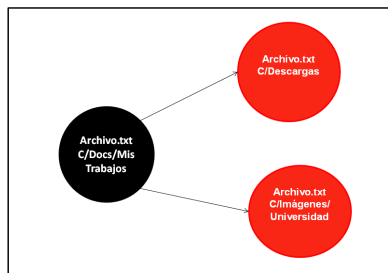 Archivo.txt
C/Descargas
Archivo.txt
C/Docs/Mis
Trabajos
Archivo.txt
C/Imágenes/
Universidad